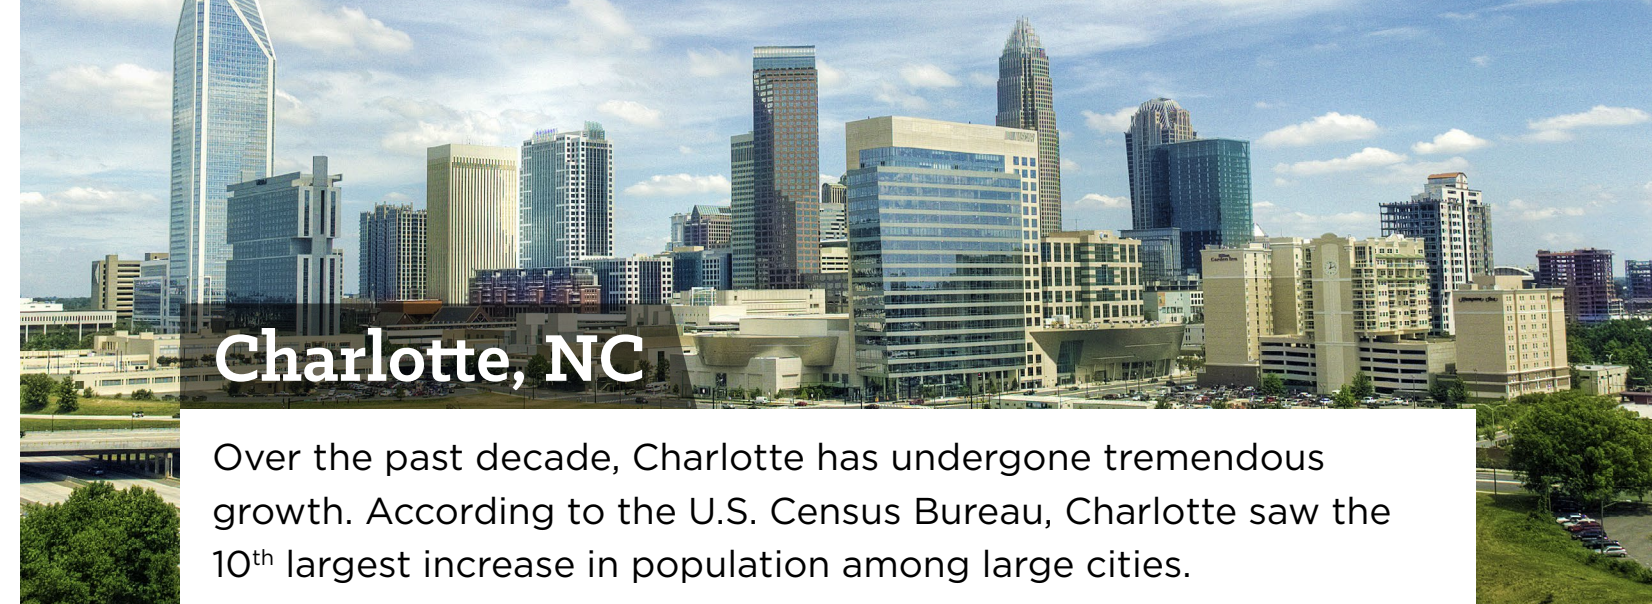 Charlotte, NC
Over the past decade, Charlotte has undergone tremendous
growth. According to the U.S. Census Bureau, Charlotte saw the
10th largest increase in population among large cities.